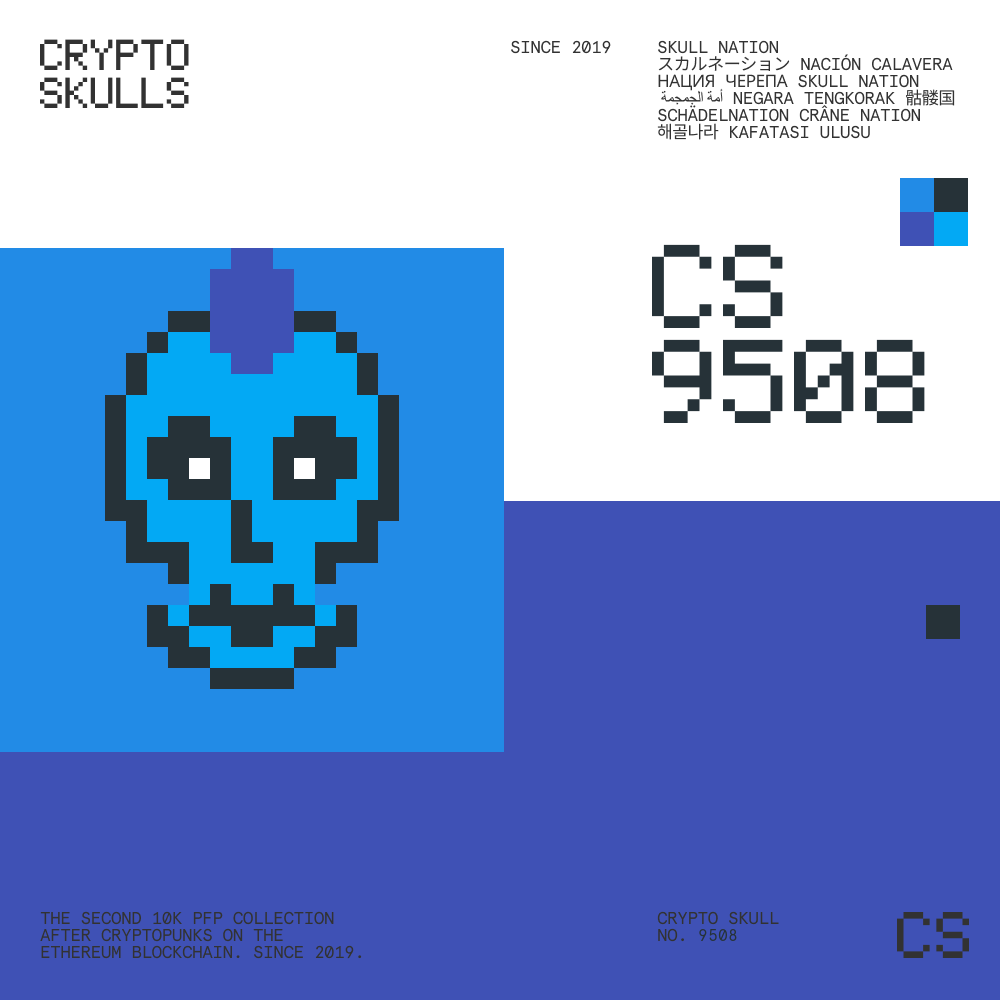 CRYPTO
SKULLS
SINCE 2019
SKULL NATION
スカルネーション NACIÓN CALAVERA
НАЦИЯ ЧЕРЕПА SKULL NATION
أمة الجمجمة NEGARA TENGKORAK 骷髅国
SCHÄDELNATION CRÂNE NATION
해골나라 KAFATASI ULUSU
CS
9508
THE SECOND 10K PFP COLLECTION
AFTER CRYPTOPUNKS ON THE
ETHEREUM BLOCKCHAIN. SINCE 2019.
CRYPTO SKULL
NO. 9508
CS